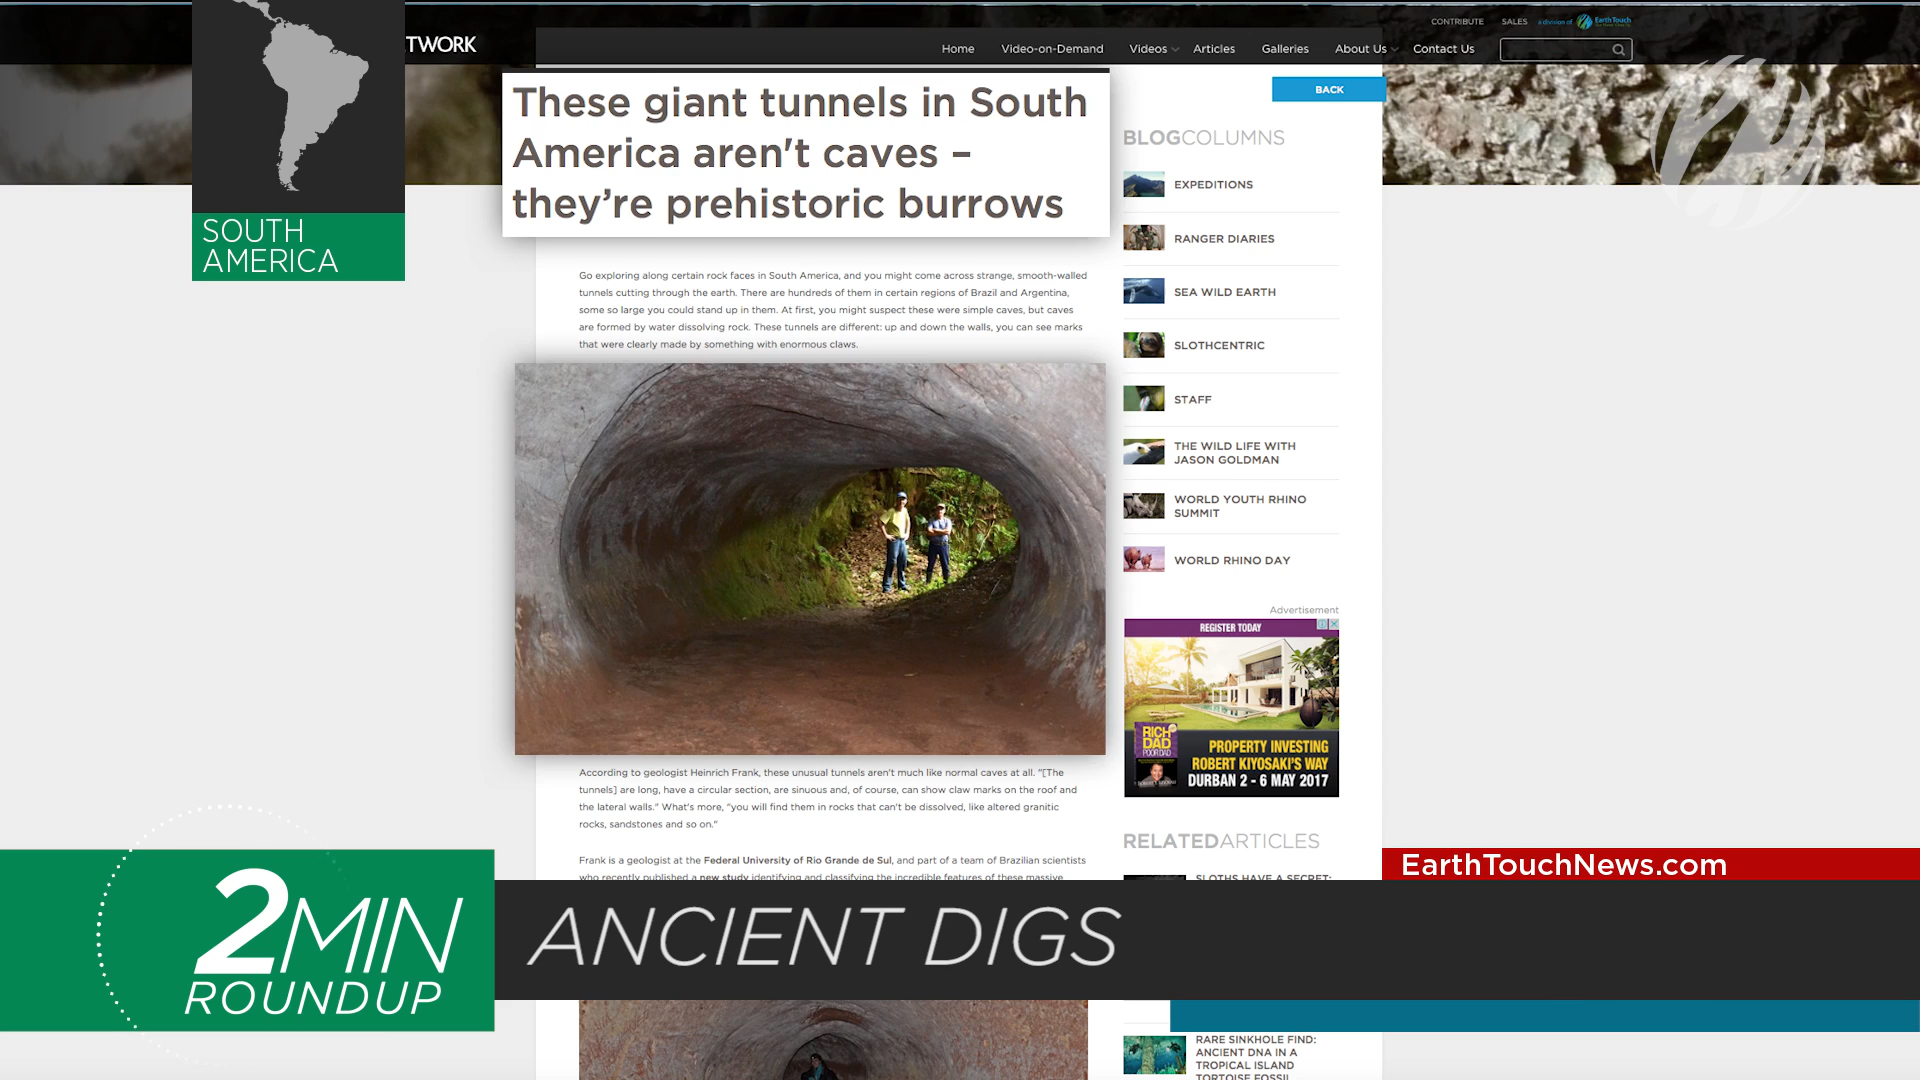 CONTRIBUTE
SALES
a division of
EarthTouch
TWORK
Home
Video-on-Demand
Videos
Articles
Galleries
About Us
Contact Us
SOUTH
AMERICA
These giant tunnels in South
America aren't caves –
they’re prehistoric burrows
BACK
BLOGCOLUMNS
EXPEDITIONS
RANGER DIARIES
SEA WILD EARTH
SLOTHCENTRIC
STAFF
THE WILD LIFE WITH
JASON GOLDMAN
WORLD YOUTH RHINO
SUMMIT
WORLD RHINO DAY
Go exploring along certain rock faces in South America, and you might come across strange, smooth-walled
tunnels cutting through the earth. There are hundreds of them in certain regions of Brazil and Argentina,
some so large you could stand up in them. At first, you might suspect these were simple caves, but caves
are formed by water dissolving rock. These tunnels are different: up and down the walls, you can see marks
that were clearly made by something with enormous claws.
Advertisement
REGISTER TODAY
RICH
DAD
POOR DAD
PROPERTY INVESTING
ROBERT KIYOSAKI'S WAY
DURBAN 2 - 6 MAY 2017
According to geologist Heinrich Frank, these unusual tunnels aren't much like normal caves at all. "[The
tunnels] are long, have a circular section, are sinuous and, of course, can show claw marks on the roof and
the lateral walls." What's more, "you will find them in rocks that can't be dissolved, like altered granitic
rocks, sandstones and so on."
Frank is a geologist at the Federal University of Rio Grande de Sul, and part of a team of Brazilian scientists
who recently published a new study identifying and classifying the incredible features of these massive
RELATEDARTICLES
SLOTHS HAVE A SECRET:
EarthTouchNews.com
2MIN
ROUNDUP
ANCIENT DIGS
RARE SINKHOLE FIND:
ANCIENT DNA IN A
TROPICAL ISLAND
TORTOISE FOSSIL